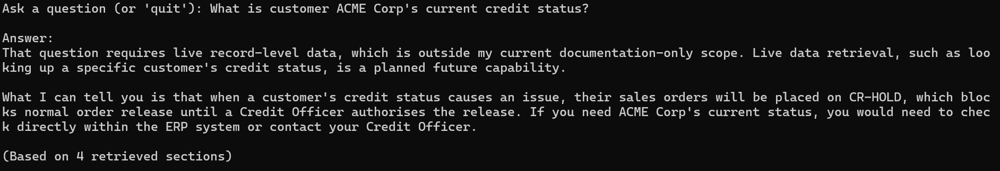 Ask a question (or 'quit'): What is customer ACME Corp's current credit status?
Answer:
That question requires live record-level data, which is outside my current documentation-only scope. Live data retrieval, such as loo
king up a specific customer's credit status, is a planned future capability.
What I can tell you is that when a customer's credit status causes an issue, their sales orders will be placed on CR-HOLD, which bloc
ks normal order release until a Credit Officer authorises the release. If you need ACME Corp's current status, you would need to chec
k directly within the ERP system or contact your Credit Officer.
(Based on 4 retrieved sections)